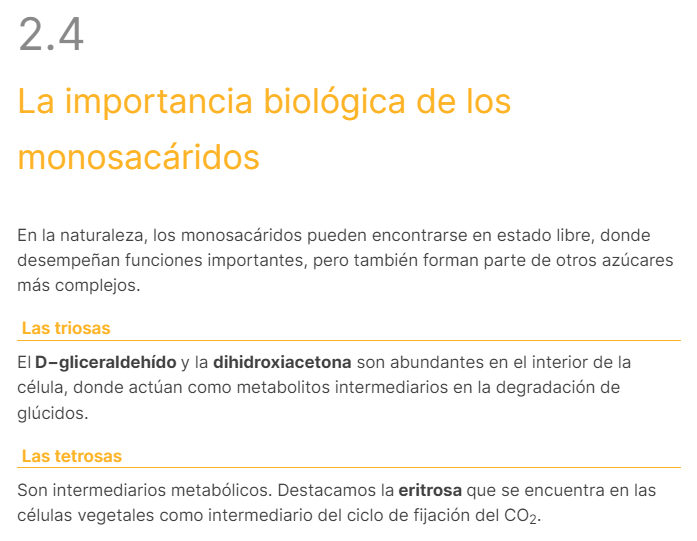 2.4
La importancia biológica de los
monosacáridos
En la naturaleza, los monosacáridos pueden encontrarse en estado libre, donde
desempeñan funciones importantes, pero también forman parte de otros azúcares
más complejos.
Las triosas
El D–gliceraldehído y la dihidroxiacetona son abundantes en el interior de la
célula, donde actúan como metabolitos intermediarios en la degradación de
glúcidos.
Las tetrosas
Son intermediarios metabólicos. Destacamos la eritrosa que se encuentra en las
células vegetales como intermediario del ciclo de fijación del CO₂.